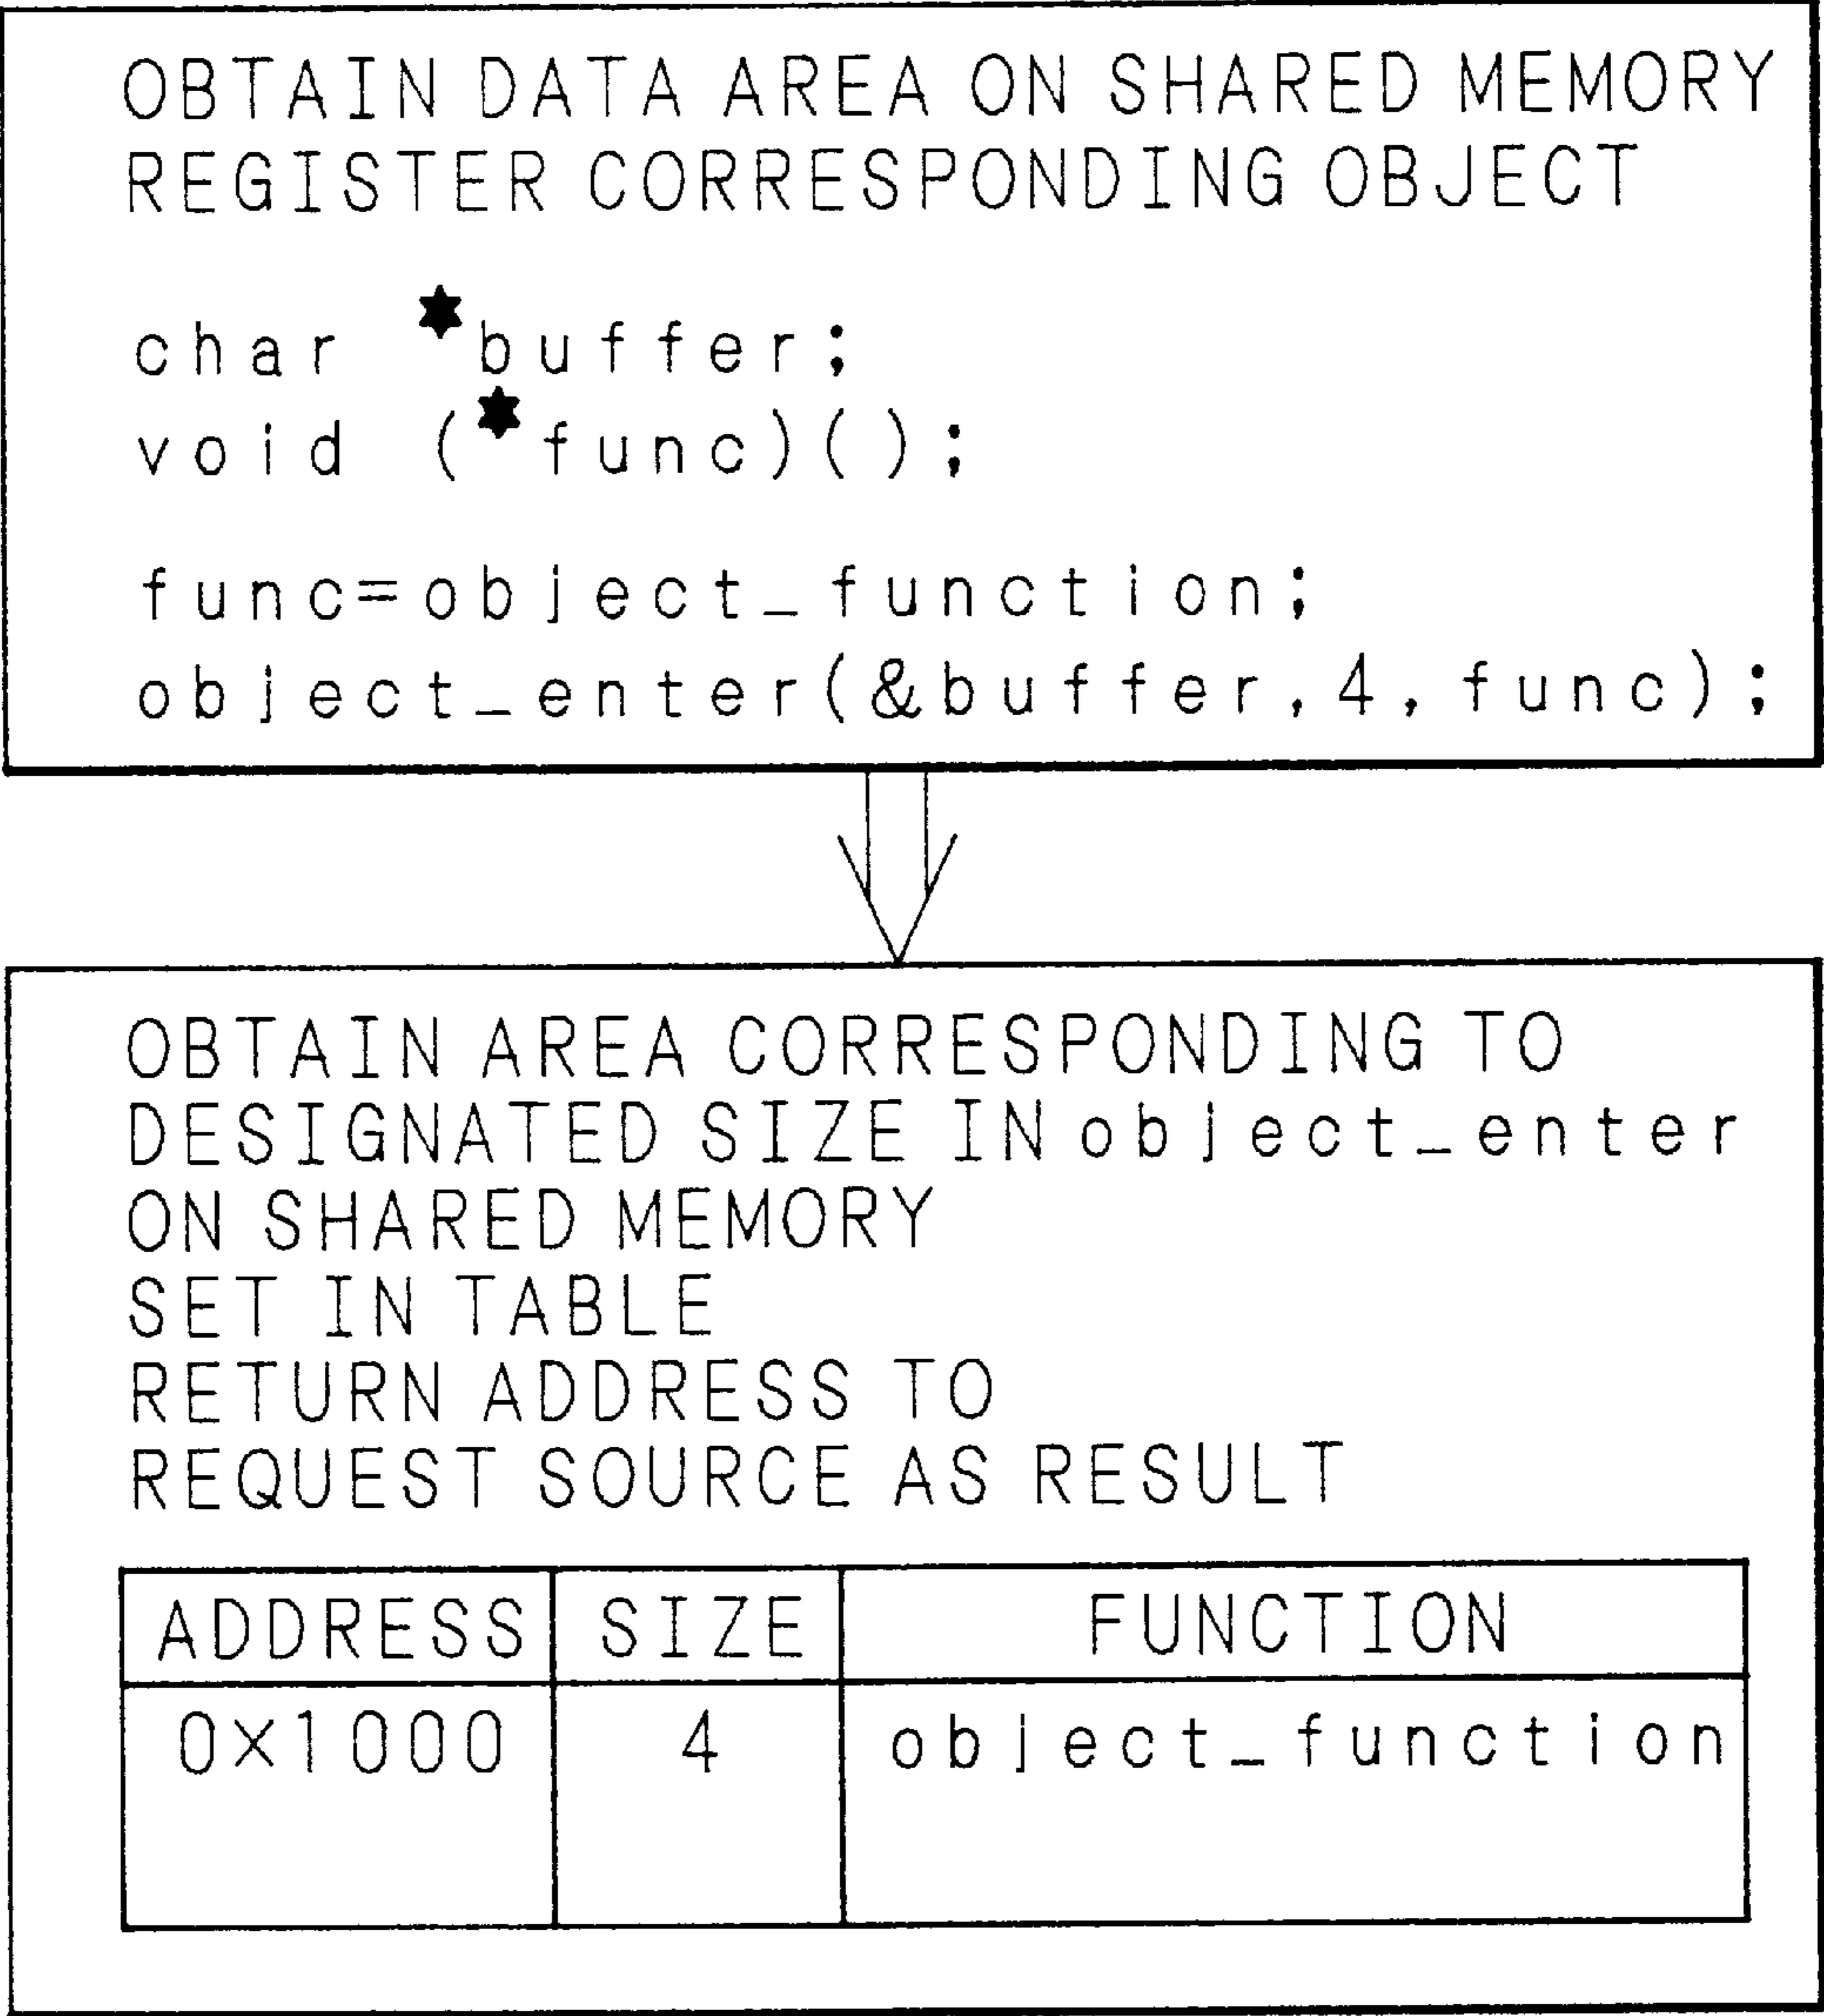 OBTAIN DATA AREA ON SHARED MEMORY
REGISTER CORRESPONDING OBJECT
char *buffer;
void (*func)();
func=object_function;
object_enter(&buffer,4,func);
OBTAIN AREA CORRESPONDING TO
DESIGNATED SIZE IN object_enter
ON SHARED MEMORY
SET IN TABLE
RETURN ADDRESS TO
REQUEST SOURCE AS RESULT
ADDRESS SIZE FUNCTION
0×1000 4 object_function